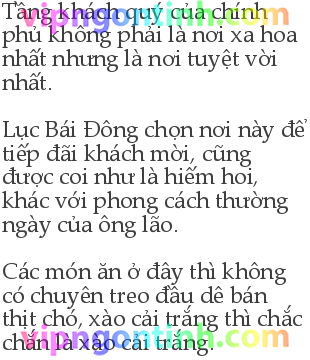 Tầng khách quý của chính
phủ không phải là nơi xa hoa
nhất nhưng là nơi tuyệt vời
nhất.
Lục Bái Đông chọn nơi này để
tiếp đãi khách mời, cũng
được coi như là hiếm hoi,
khác với phong cách thường
ngày của ông lão.
Các món ăn ở đây thì không
có chuyên treo đầu dê bán
thịt chó, xào cải trắng thì chắc
chắn là xáo cải trắng.
vipngontinh.com
vipngontinh.com